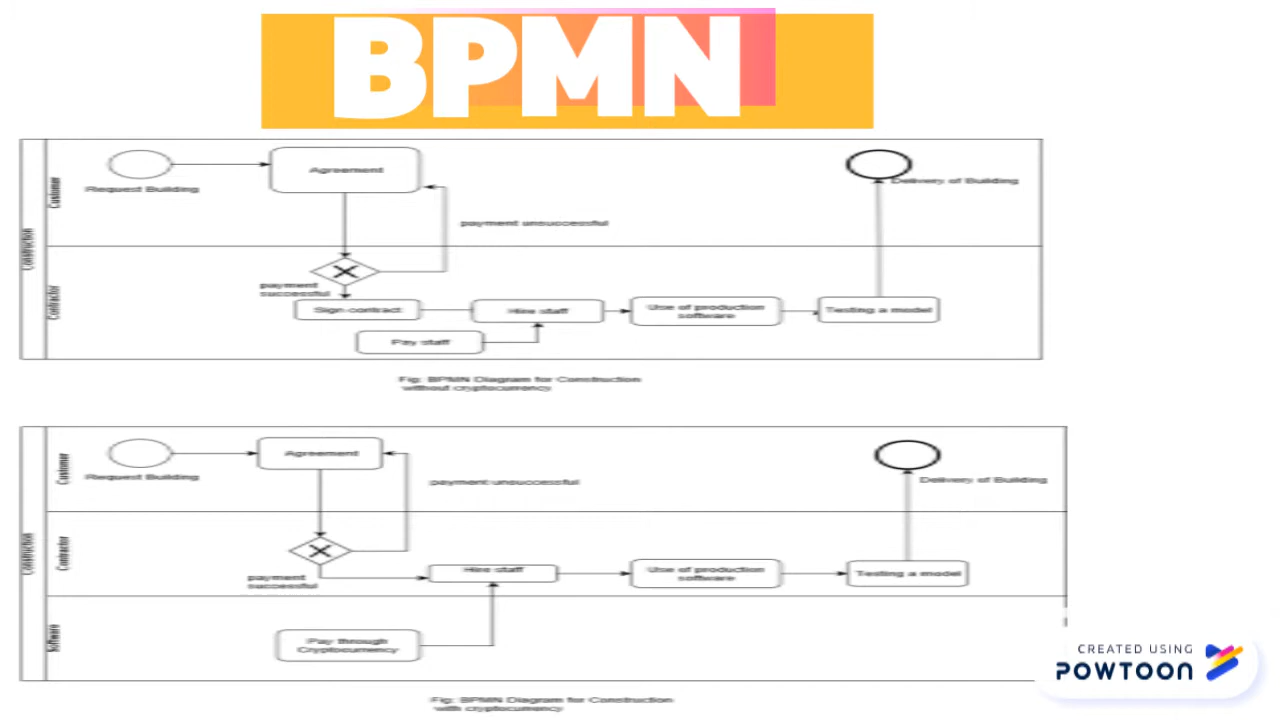 BPMN
Construction
Customer
Request Building
Agreement
Delivery of Building
payment unsuccessful
Contractor
payment
successful
Sign contract
Hire staff
Use of production
software
Testing a model
Pay staff
Fig: BPMN Diagram for Construction
without cryptocurrency
Construction
Customer
Request Building
Agreement
payment unsuccessful
Delivery of Building
Contractor
payment
successful
Hire staff
Use of production
software
Testing a model
Software
Pay through
Cryptocurrency
Fig: BPMN Diagram for Construction
with cryptocurrency
CREATED USING
POWTOON